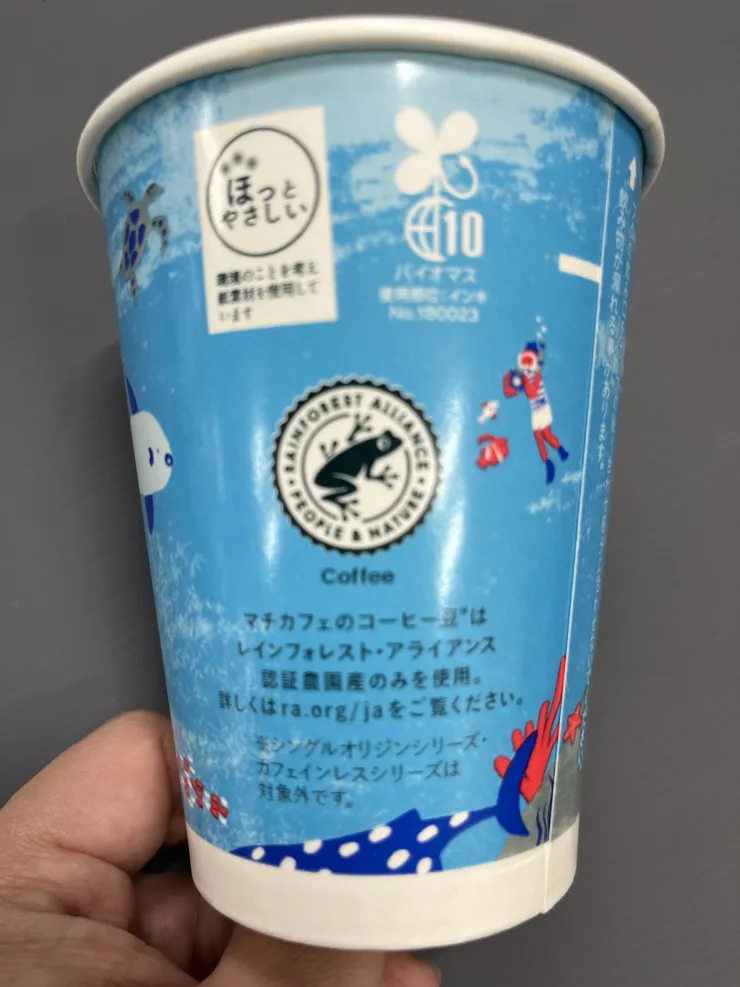 ほっと
やさしい
環境のことを考え
紙素材を使用して
います
10
バイオマス
使用部位：インキ
No.180023
RAINFOREST ALLIANCE
PEOPLE & NATURE
Coffee
マチカフェのコーヒー豆*は
レインフォレスト・アライアンス
認証農園産のみを使用。
詳しくはra.org/jaをご覧ください。
※シングルオリジンシリーズ・
カフェインレスシリーズは
対象外です。